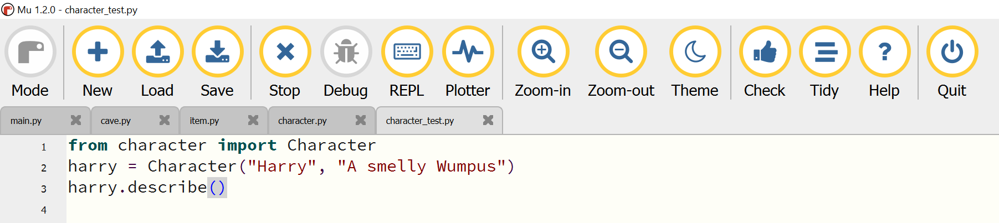 Mu 1.2.0 - character_test.py
Mode New Load Save Stop Debug REPL Plotter Zoom-in Zoom-out Theme Check Tidy Help Quit
main.py cave.py item.py character.py character_test.py
1 from character import Character
2 harry = Character("Harry", "A smelly Wumpus")
3 harry.describe()
4